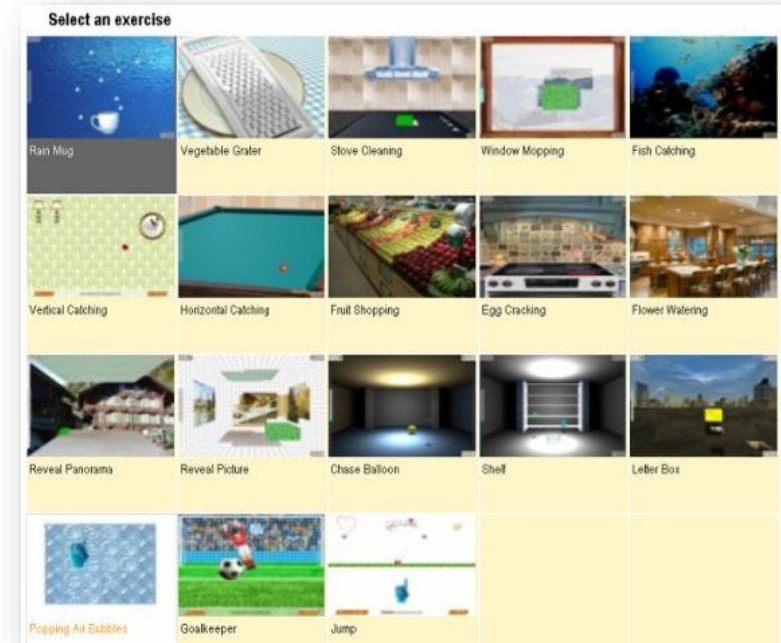 Select an exercise
Rain Mug
Vegetable Grater
Stove Cleaning
Window Mopping
Fish Catching
Vertical Catching
Horizontal Catching
Fruit Shopping
Egg Cracking
Flower Watering
Reveal Panorama
Reveal Picture
Chase Balloon
Shelf
Letter Box
Popping Air Bubbles
Goalkeeper
Jump